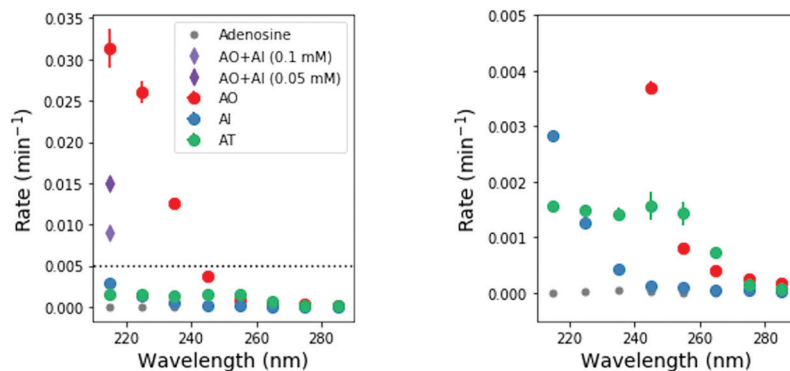 0.035
0.030
0.025
0.020
0.015
0.010
0.005
0.000
Rate (min⁻¹)
220 240 260 280
Wavelength (nm)
Adenosine
AO+AI (0.1 mM)
AO+AI (0.05 mM)
AO
AI
AT
0.005
0.004
0.003
0.002
0.001
0.000
Rate (min⁻¹)
220 240 260 280
Wavelength (nm)